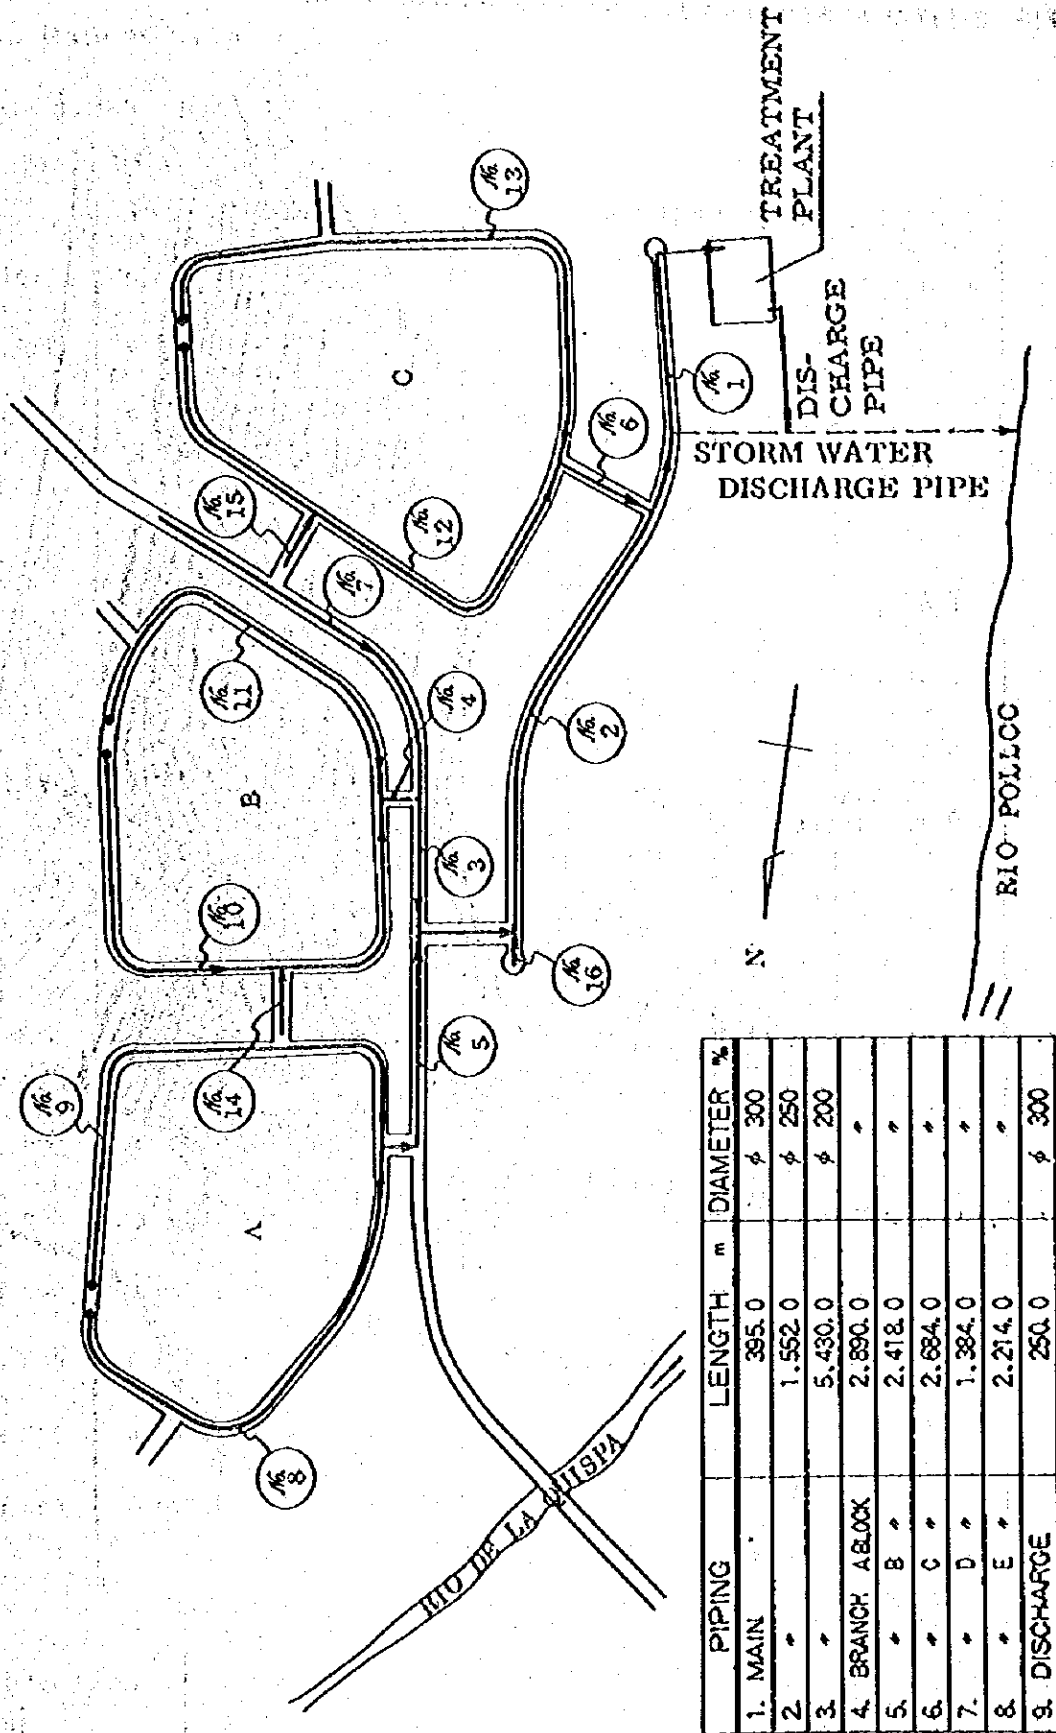 TREATMENT
PLANT
DIS-
CHARGE
PIPE
STORM WATER
DISCHARGE PIPE
RIO POLLCC
RIO DE LA QUISPA
N
A
B
C
No. 1
No. 2
No. 3
No. 4
No. 5
No. 6
No. 7
No. 8
No. 9
No. 10
No. 11
No. 12
No. 13
No. 14
No. 15
No. 16
PIPING LENGTH m DIAMETER %
1. MAIN 395.0 φ 300
2. " 1.552.0 φ 250
3. " 5.430.0 φ 200
4. BRANCH A BLOCK 2.890.0 "
5. " B " 2.418.0 "
6. " C " 2.684.0 "
7. " D " 1.384.0 "
8. " E " 2.214.0 "
9. DISCHARGE 250.0 φ 300